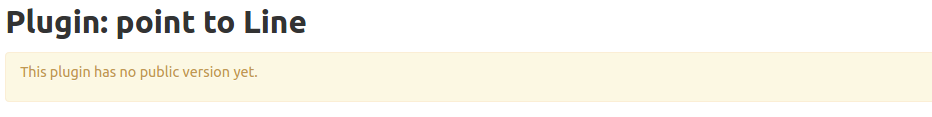 Plugin: point to Line
This plugin has no public version yet.